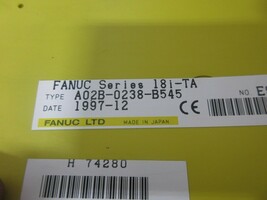 FANUC Series 18i-TA
TYPE A02B-0238-B545 NO
DATE 1997-12
FANUC LTD MADE IN JAPAN CE
H 74280